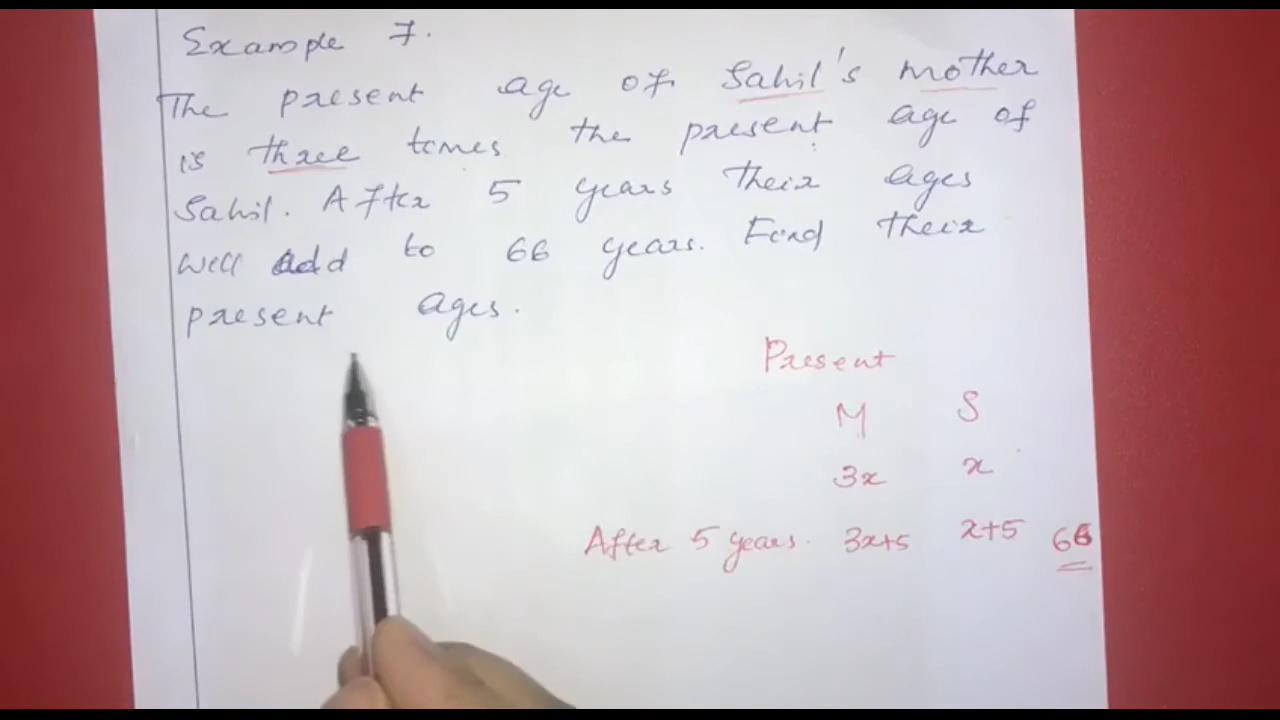 Example 7.
The present age of Sahil's mother
is three times the present age of
Sahil. After 5 years their ages
will add to 66 years. Find their
present ages.
Present
M S
3x x
After 5 years. 3x+5 x+5 66